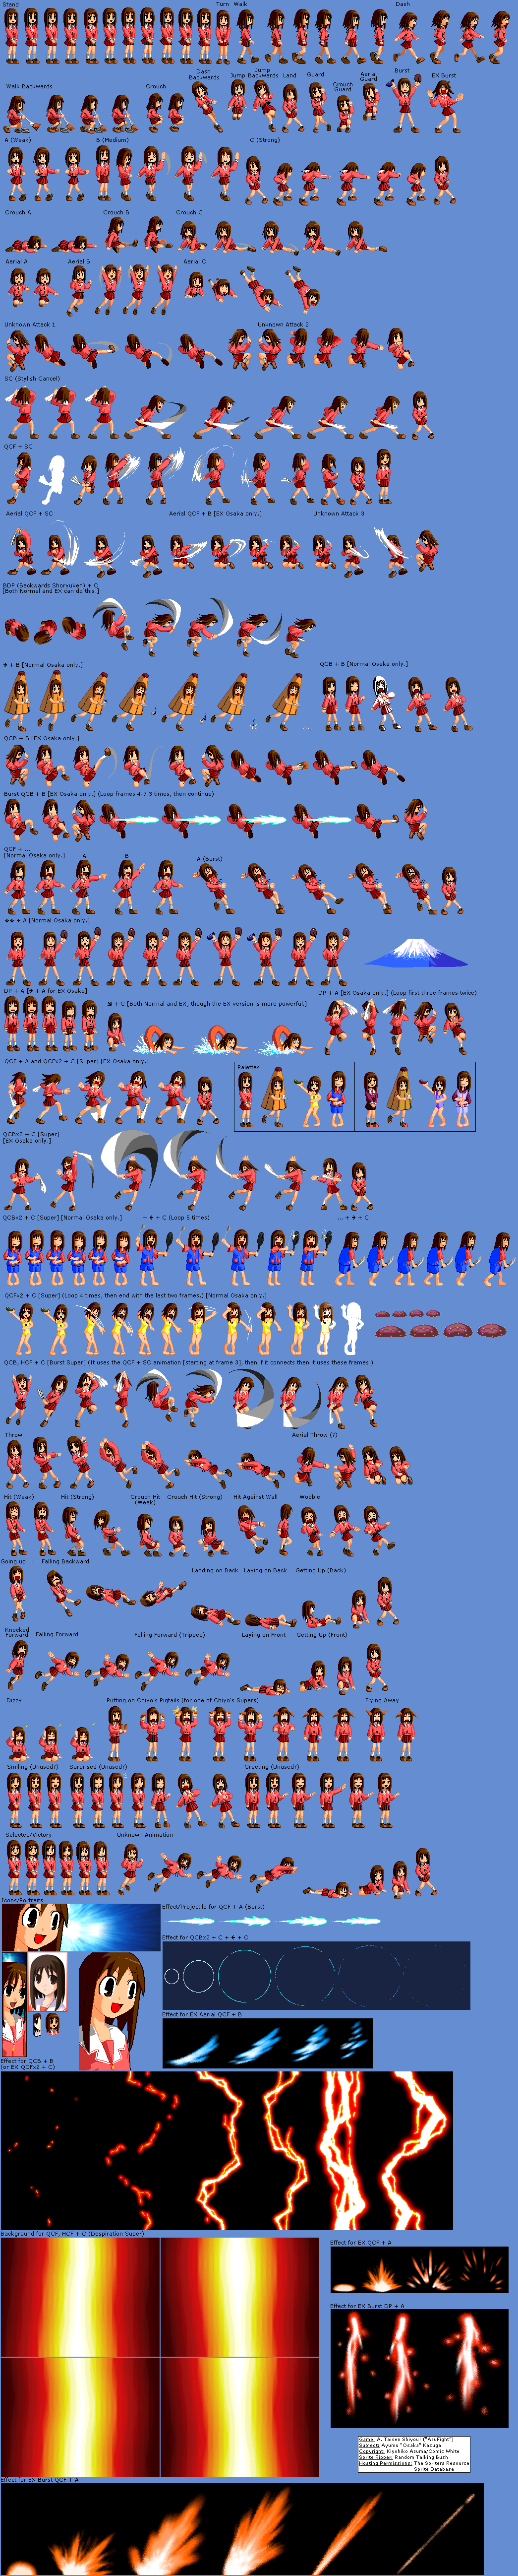 Stand
Turn
Walk
Dash
Walk Backwards
Crouch
Dash Backwards
Jump
Jump Backwards
Land
Guard
Crouch Guard
Aerial Guard
Burst
EX Burst
A (Weak)
B (Medium)
C (Strong)
Crouch A
Crouch B
Crouch C
Aerial A
Aerial B
Aerial C
Unknown Attack 1
Unknown Attack 2
SC (Stylish Cancel)
QCF + SC
Aerial QCF + SC
Aerial QCF + B [EX Osaka only.]
Unknown Attack 3
BDP (Backwards Shoryuken) + C
[Both Normal and EX can do this.]
+ B [Normal Osaka only.]
QCB + B [Normal Osaka only.]
QCB + B [EX Osaka only.]
Burst QCB + B [EX Osaka only.] (Loop frames 4-7 3 times, then continue)
QCF + ...
[Normal Osaka only.]
A
B
A (Burst)
+ A [Normal Osaka only.]
DP + A [→ + A for EX Osaka]
+ C [Both Normal and EX, though the EX version is more powerful.]
DP + A [EX Osaka only.] (Loop first three frames twice)
QCF + A and QCFx2 + C [Super] [EX Osaka only.]
Palettes
QCBx2 + C [Super]
[EX Osaka only.]
QCBx2 + C [Super] [Normal Osaka only.]
... + + C (Loop 5 times)
... + + C
QCFx2 + C [Super] (Loop 4 times, then end with the last two frames.) [Normal Osaka only.]
QCB, HCF + C [Burst Super] (It uses the QCF + SC animation [starting at frame 3], then if it connects then it uses these frames.)
Throw
Aerial Throw (?)
Hit (Weak)
Hit (Strong)
Crouch Hit (Weak)
Crouch Hit (Strong)
Hit Against Wall
Wobble
Going up...!
Falling Backward
Landing on Back
Laying on Back
Getting Up (Back)
Knocked Forward
Falling Forward
Falling Forward (Tripped)
Laying on Front
Getting Up (Front)
Dizzy
Putting on Chiyo's Pigtails (for one of Chiyo's Supers)
Flying Away
Smiling (Unused?)
Surprised (Unused?)
Greeting (Unused?)
Selected/Victory
Unknown Animation
Icons/Portraits
Effect/Projectile for QCF + A (Burst)
Effect for QCBx2 + C + + C
Effect for EX Aerial QCF + B
Effect for QCB + B
(or EX QCFx2 + C)
Background for QCF, HCF + C (Despiration Super)
Effect for EX QCF + A
Effect for EX Burst DP + A
Game: A. Taisen Shiyou! ("AzuFight")
Subject: Ayumu "Osaka" Kasuga
Copyright: Kiyohiko Azuma/Comic White
Sprite Ripper: Random Talking Bush
Hosting Permissions: The Spriters Resource
Sprite Database
Effect for EX Burst QCF + A